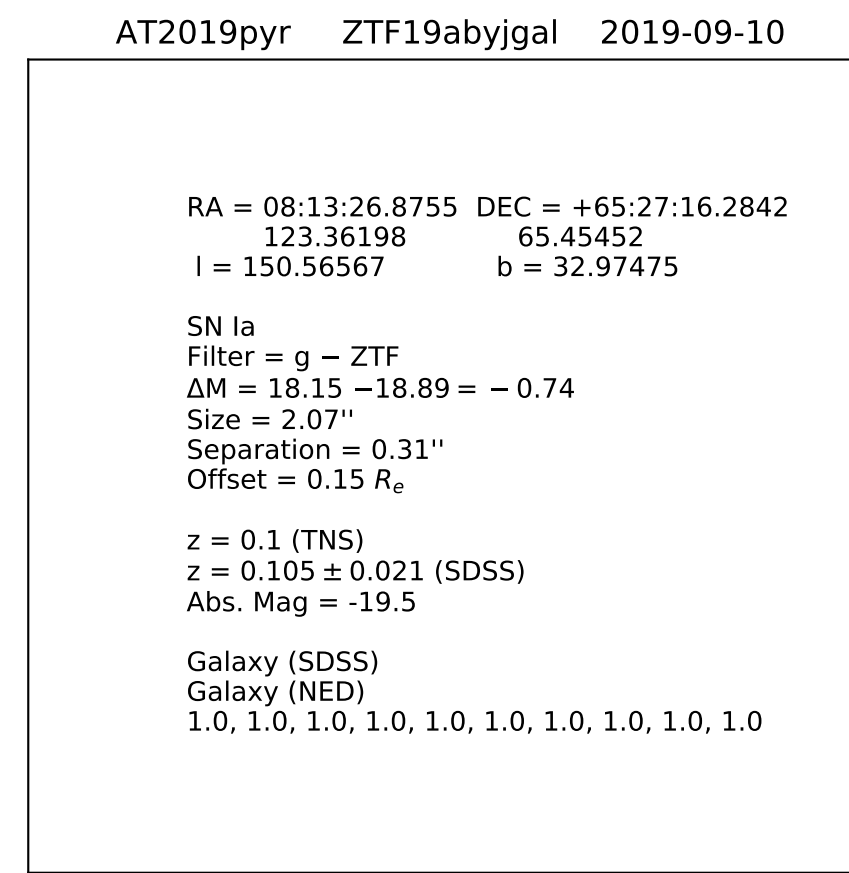 AT2019pyr ZTF19abyjgal 2019-09-10
RA = 08:13:26.8755 DEC = +65:27:16.2842
123.36198 65.45452
l = 150.56567 b = 32.97475
SN Ia
Filter = g − ZTF
ΔM = 18.15 −18.89 = − 0.74
Size = 2.07''
Separation = 0.31''
Offset = 0.15 Re
z = 0.1 (TNS)
z = 0.105 ± 0.021 (SDSS)
Abs. Mag = -19.5
Galaxy (SDSS)
Galaxy (NED)
1.0, 1.0, 1.0, 1.0, 1.0, 1.0, 1.0, 1.0, 1.0, 1.0